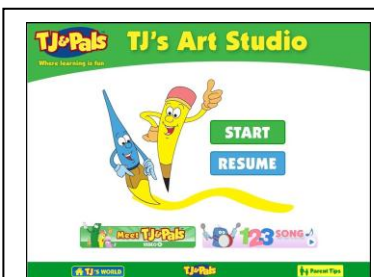 TJ&Pals TJ's Art Studio
Where learning is fun
START
RESUME
Meet TJ&Pals
VIDEO
123 SONG
TJ'S WORLD TJ&Pals Parent Tips